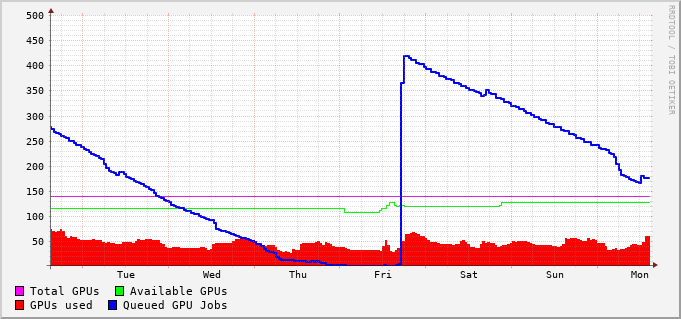 500
450
400
350
300
250
200
150
100
50
Tue Wed Thu Fri Sat Sun Mon
Total GPUs Available GPUs
GPUs used Queued GPU Jobs
RRDTOOL / TOBI OETIKER